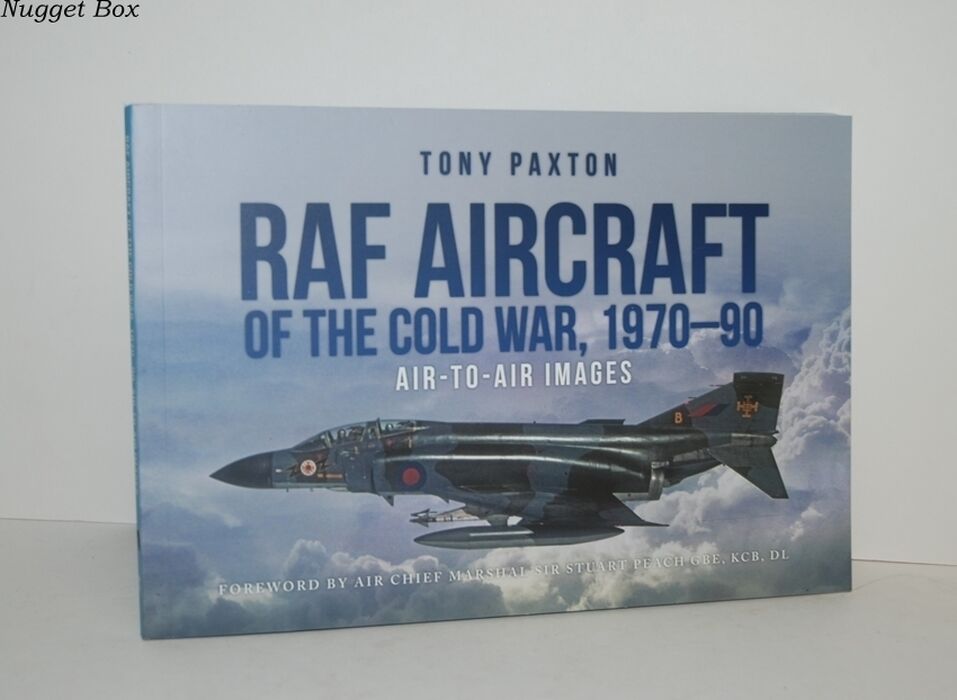 Nugget Box
TONY PAXTON
RAF AIRCRAFT
OF THE COLD WAR, 1970–90
AIR-TO-AIR IMAGES
B
FOREWORD BY AIR CHIEF MARSHAL SIR STUART PEACH GBE, KCB, DL